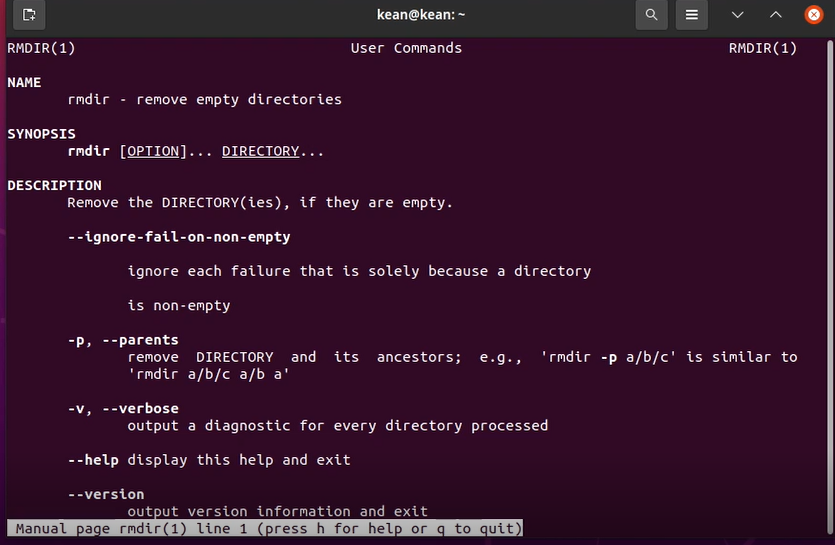 kean@kean: ~
RMDIR(1) User Commands RMDIR(1)
NAME
rmdir - remove empty directories
SYNOPSIS
rmdir [OPTION]... DIRECTORY...
DESCRIPTION
Remove the DIRECTORY(ies), if they are empty.
--ignore-fail-on-non-empty
ignore each failure that is solely because a directory
is non-empty
-p, --parents
remove DIRECTORY and its ancestors; e.g., 'rmdir -p a/b/c' is similar to
'rmdir a/b/c a/b a'
-v, --verbose
output a diagnostic for every directory processed
--help display this help and exit
--version
output version information and exit
Manual page rmdir(1) line 1 (press h for help or q to quit)